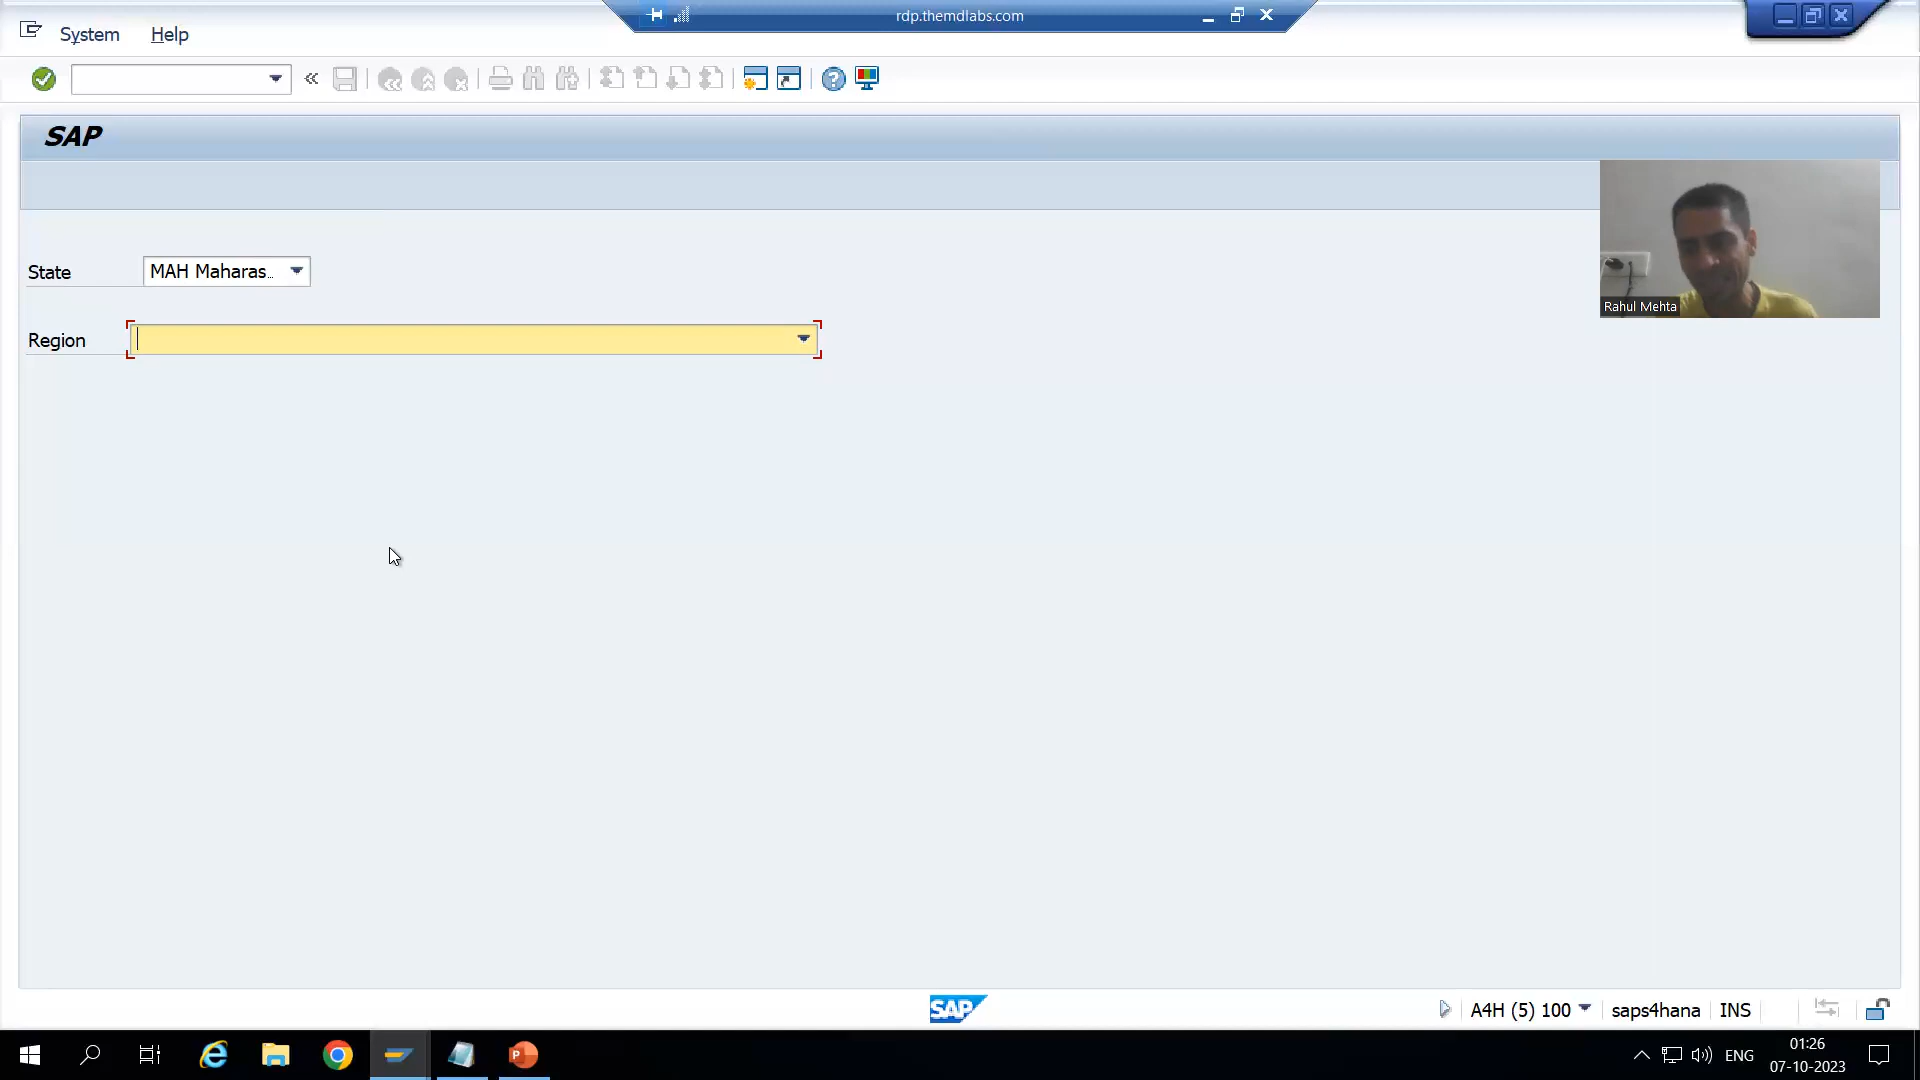 rdp.themdlabs.com
System Help
SAP
State MAH Maharas...
Region
Rahul Mehta
SAP
A4H (5) 100 saps4hana INS
ENG
01:26
07-10-2023